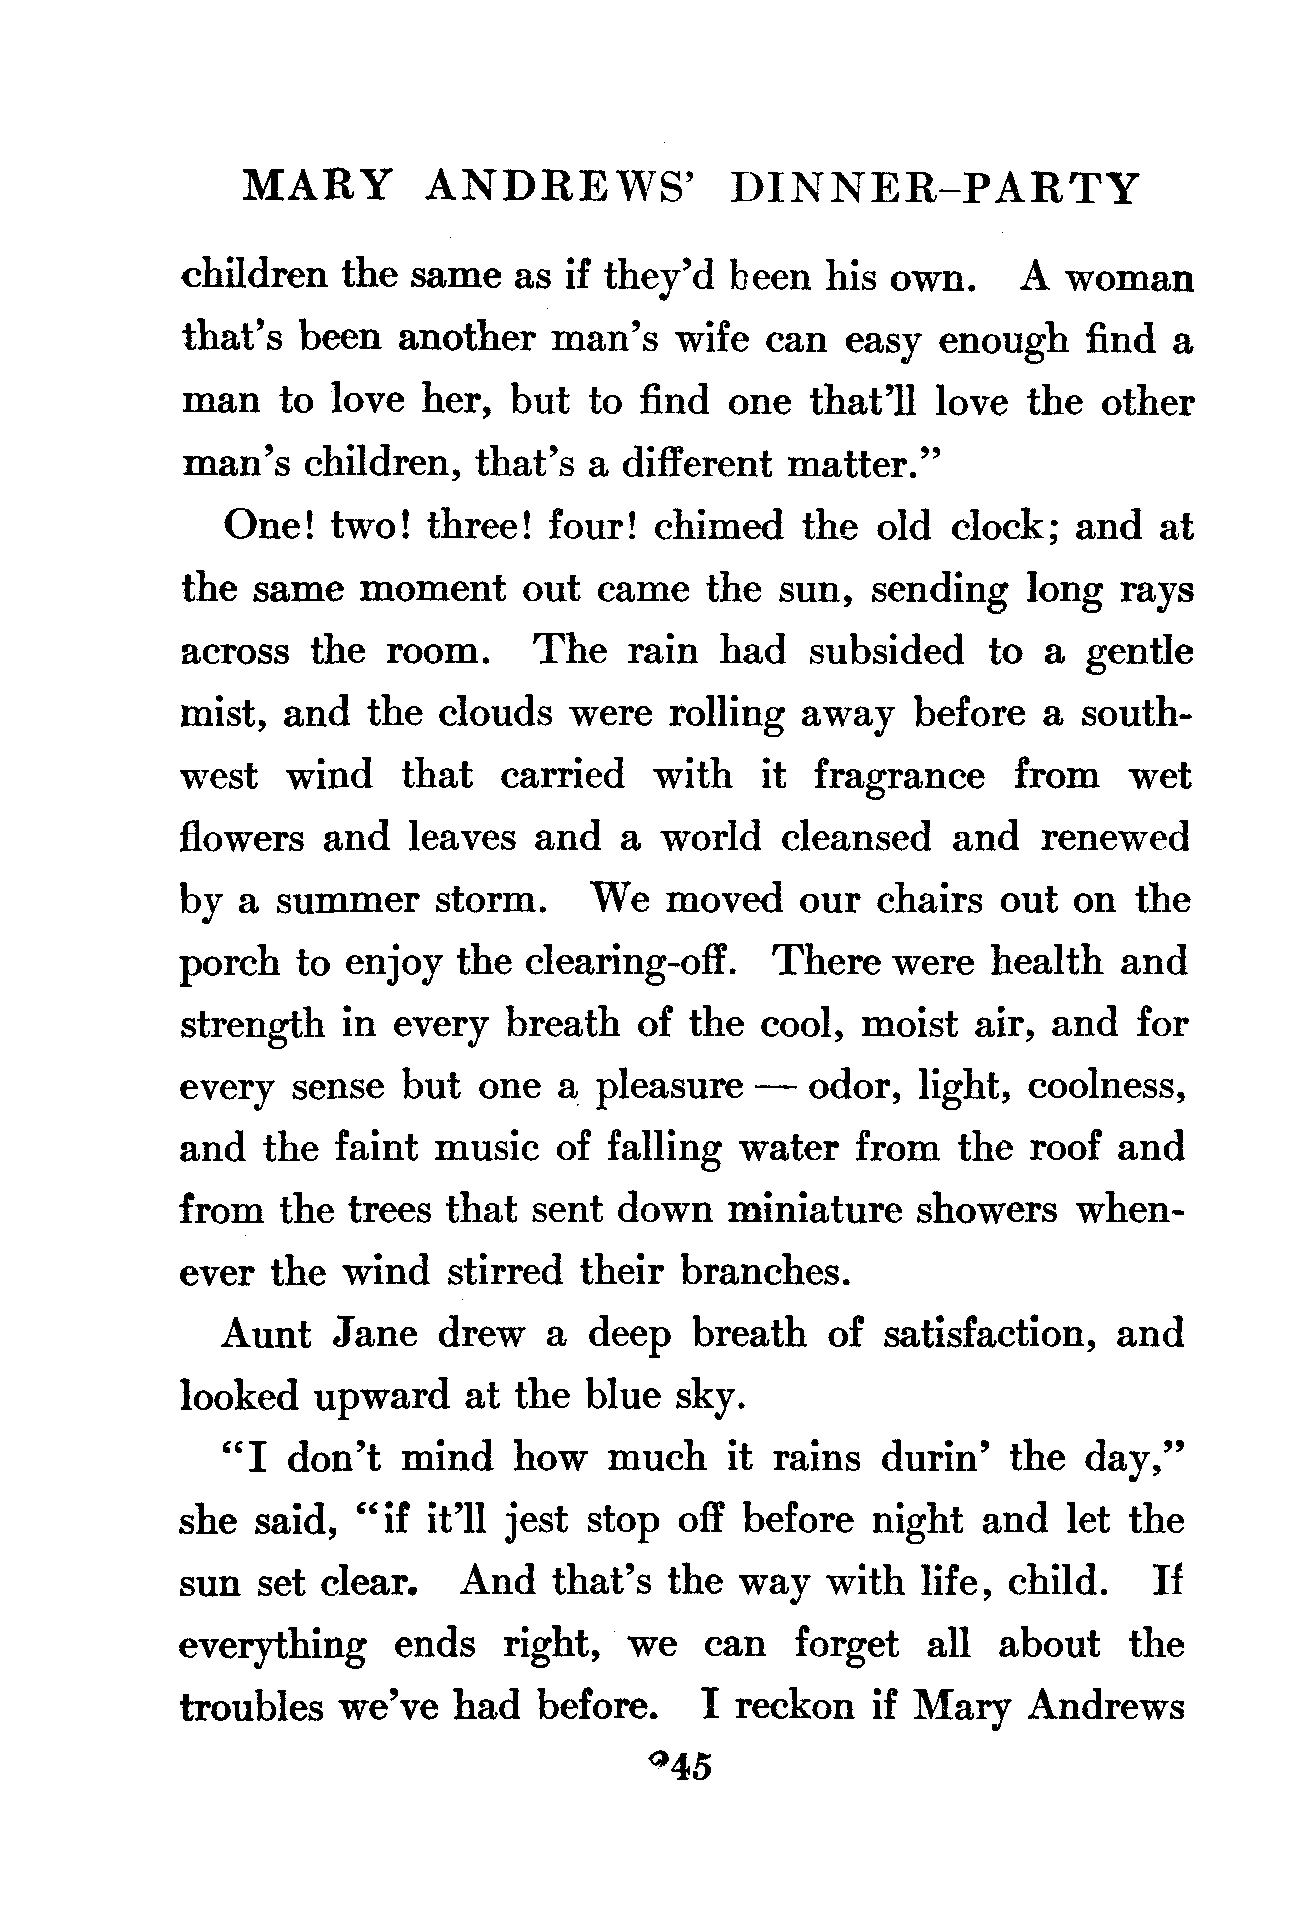 MARY ANDREWS' DINNER-PARTY
children the same as if they'd been his own. A woman
that's been another man's wife can easy enough find a
man to love her, but to find one that'll love the other
man's children, that's a different matter."
One! two! three! four! chimed the old clock; and at
the same moment out came the sun, sending long rays
across the room. The rain had subsided to a gentle
mist, and the clouds were rolling away before a south-
west wind that carried with it fragrance from wet
flowers and leaves and a world cleansed and renewed
by a summer storm. We moved our chairs out on the
porch to enjoy the clearing-off. There were health and
strength in every breath of the cool, moist air, and for
every sense but one a pleasure — odor, light, coolness,
and the faint music of falling water from the roof and
from the trees that sent down miniature showers when-
ever the wind stirred their branches.
Aunt Jane drew a deep breath of satisfaction, and
looked upward at the blue sky.
"I don't mind how much it rains durin' the day,"
she said, "if it'll jest stop off before night and let the
sun set clear. And that's the way with life, child. If
everything ends right, we can forget all about the
troubles we've had before. I reckon if Mary Andrews
245